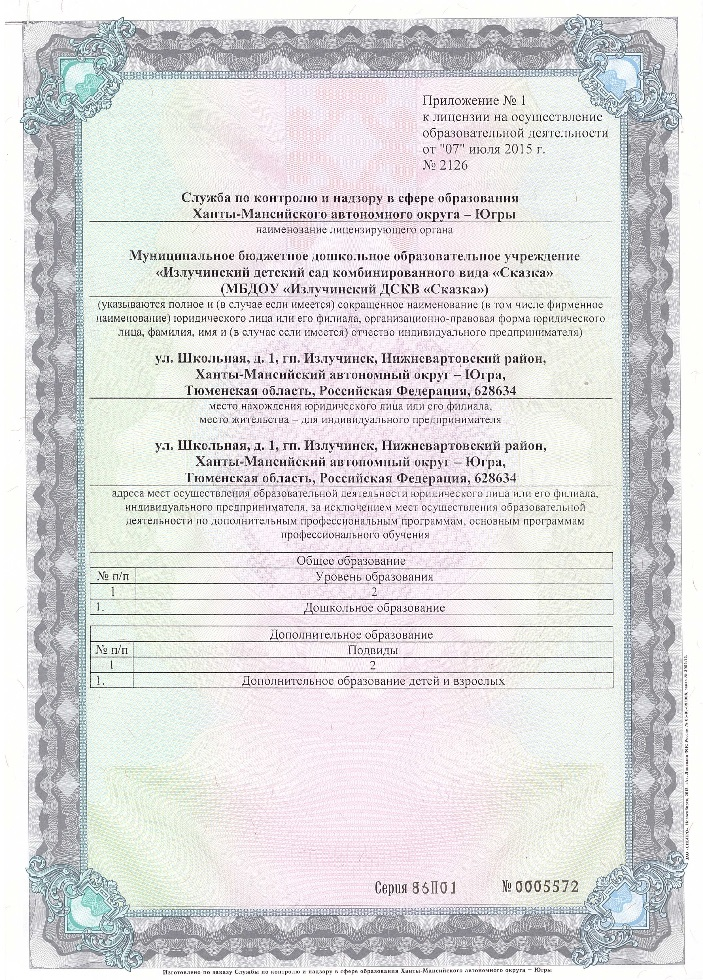 Приложение № 1
к лицензии на осуществление
образовательной деятельности
от "07" июля 2015 г.
№ 2126
Служба по контролю и надзору в сфере образования
Ханты-Мансийского автономного округа – Югры
наименование лицензирующего органа
Муниципальное бюджетное дошкольное образовательное учреждение
«Излучинский детский сад комбинированного вида «Сказка»
(МБДОУ «Излучинский ДСКВ «Сказка»)
(указываются полное и (в случае если имеется) сокращенное наименование (в том числе фирменное
наименование) юридического лица или его филиала, организационно-правовая форма юридического
лица, фамилия, имя и (в случае если имеется) отчество индивидуального предпринимателя)
ул. Школьная, д. 1, гп. Излучинск, Нижневартовский район,
Ханты-Мансийский автономный округ – Югра,
Тюменская область, Российская Федерация, 628634
место нахождения юридического лица или его филиала,
место жительства – для индивидуального предпринимателя
ул. Школьная, д. 1, гп. Излучинск, Нижневартовский район,
Ханты-Мансийский автономный округ – Югра,
Тюменская область, Российская Федерация, 628634
адреса мест осуществления образовательной деятельности юридического лица или его филиала,
индивидуального предпринимателя, за исключением мест осуществления образовательной
деятельности по дополнительным профессиональным программам, основным программам
профессионального обучения
Общее образование
№ п/п Уровень образования
1 2
1. Дошкольное образование
Дополнительное образование
№ п/п Подвиды
1 2
1. Дополнительное образование детей и взрослых
Серия 86П01 № 0005572
Изготовлено по заказу Службы по контролю и надзору в сфере образования Ханты-Мансийского автономного округа – Югры